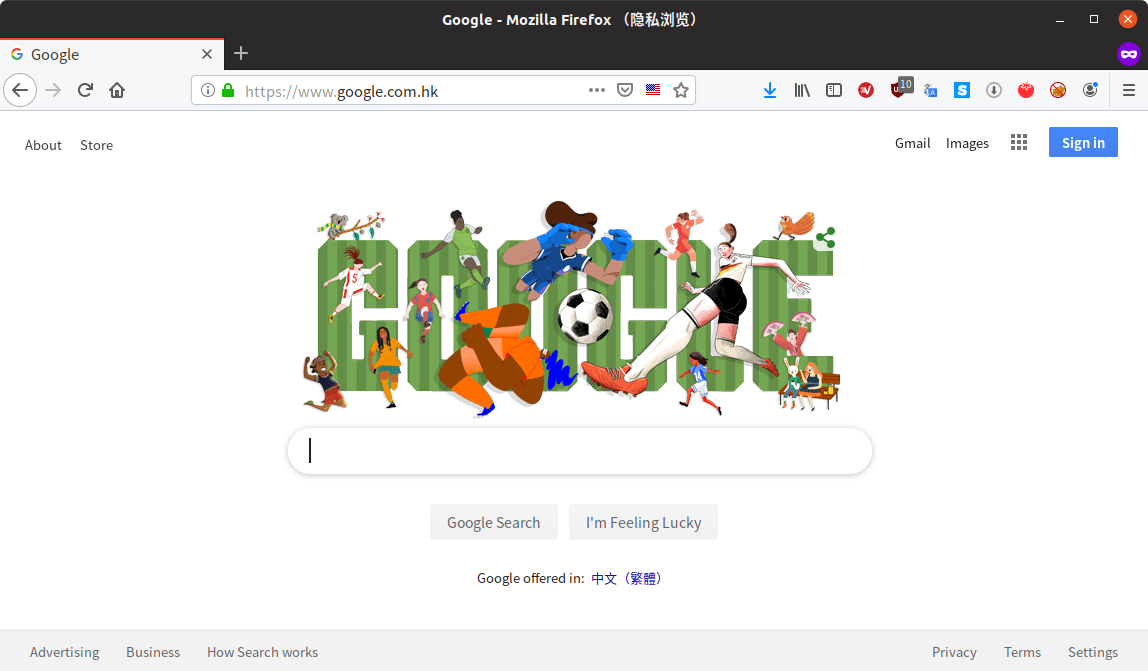 Google - Mozilla Firefox （隐私浏览）
Google
https://www.google.com.hk
10
About Store
Gmail Images Sign in
GOOGLE
5
Google Search I'm Feeling Lucky
Google offered in: 中文（繁體）
Advertising Business How Search works
Privacy Terms Settings